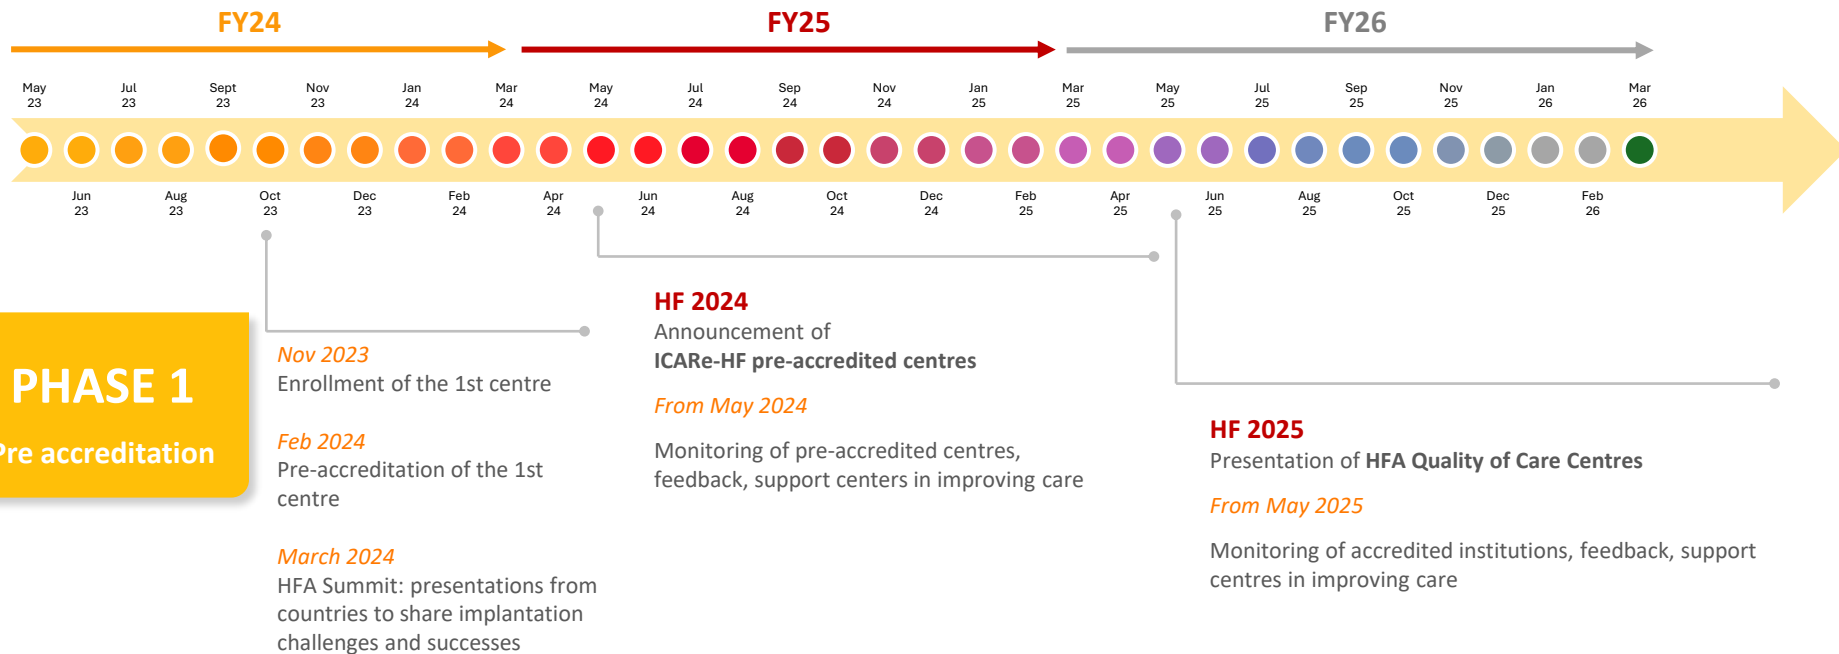 FY24
FY25
FY26
May
23
Jul
23
Sept
23
Nov
23
Jan
24
Mar
24
May
24
Jul
24
Sep
24
Nov
24
Jan
25
Mar
25
May
25
Jul
25
Sep
25
Nov
25
Jan
26
Mar
26
Jun
23
Aug
23
Oct
23
Dec
23
Feb
24
Apr
24
Jun
24
Aug
24
Oct
24
Dec
24
Feb
25
Apr
25
Jun
25
Aug
25
Oct
25
Dec
25
Feb
26
PHASE 1
Pre accreditation
Nov 2023
Enrollment of the 1st centre
Feb 2024
Pre-accreditation of the 1st
centre
March 2024
HFA Summit: presentations from
countries to share implantation
challenges and successes
HF 2024
Announcement of
ICARe-HF pre-accredited centres
From May 2024
Monitoring of pre-accredited centres,
feedback, support centers in improving care
HF 2025
Presentation of HFA Quality of Care Centres
From May 2025
Monitoring of accredited institutions, feedback, support
centres in improving care